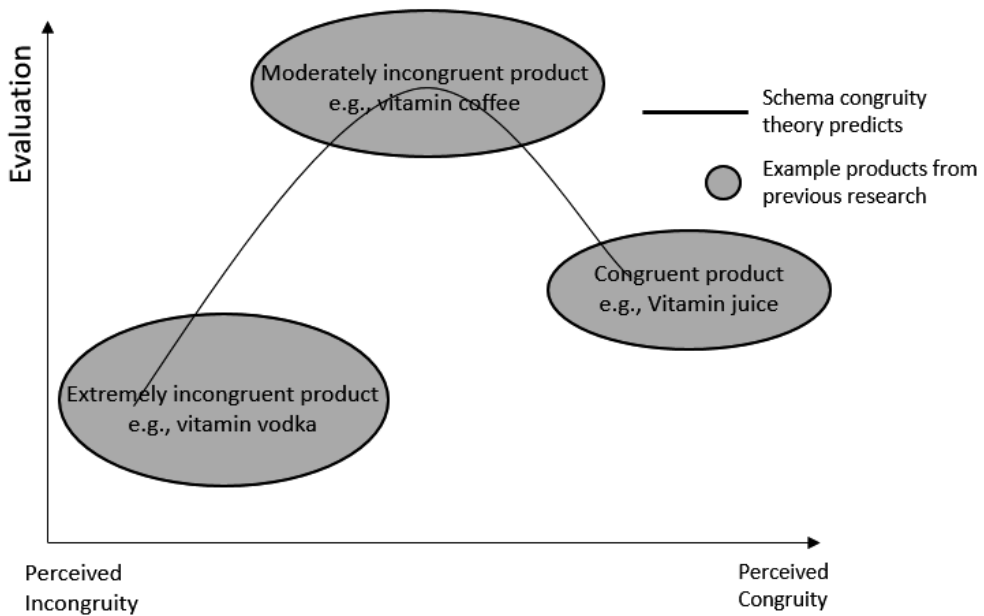 Evaluation
Moderately incongruent product
e.g., vitamin coffee
Schema congruity
theory predicts
Example products from
previous research
Congruent product
e.g., Vitamin juice
Extremely incongruent product
e.g., vitamin vodka
Perceived
Incongruity
Perceived
Congruity